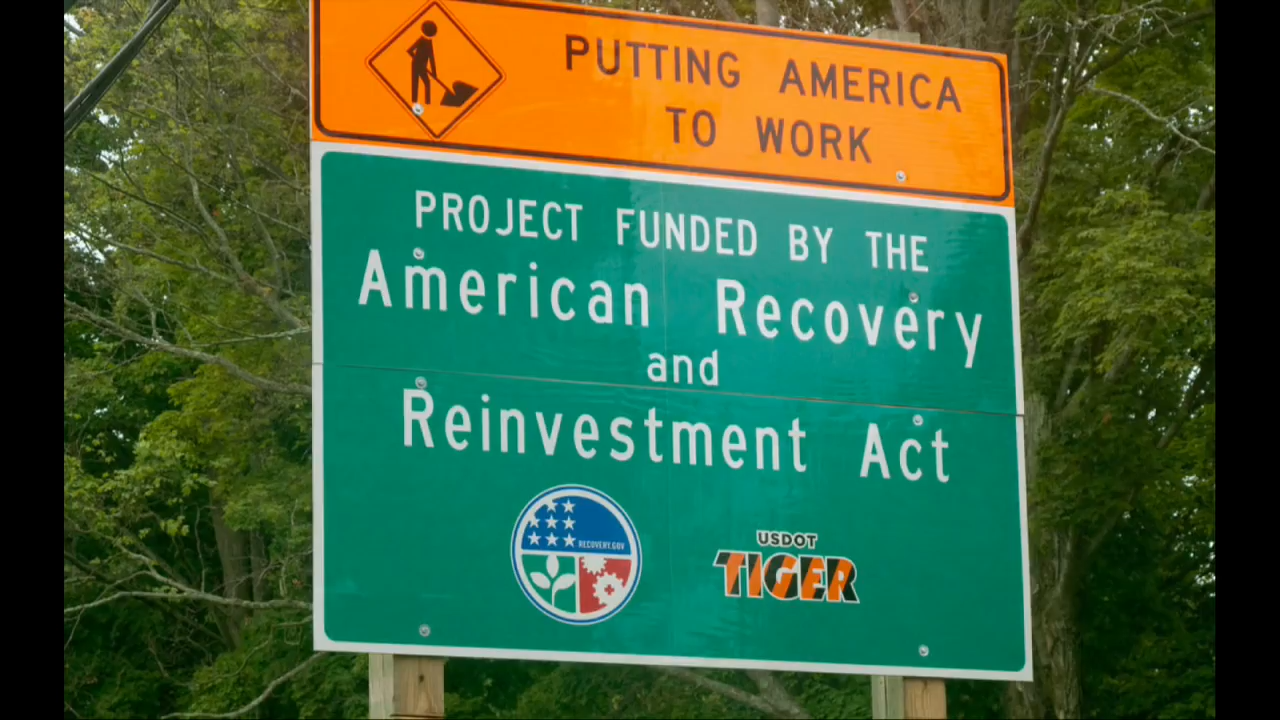 PUTTING AMERICA
TO WORK
PROJECT FUNDED BY THE
American Recovery
and
Reinvestment Act
RECOVERY.GOV
USDOT
TIGER